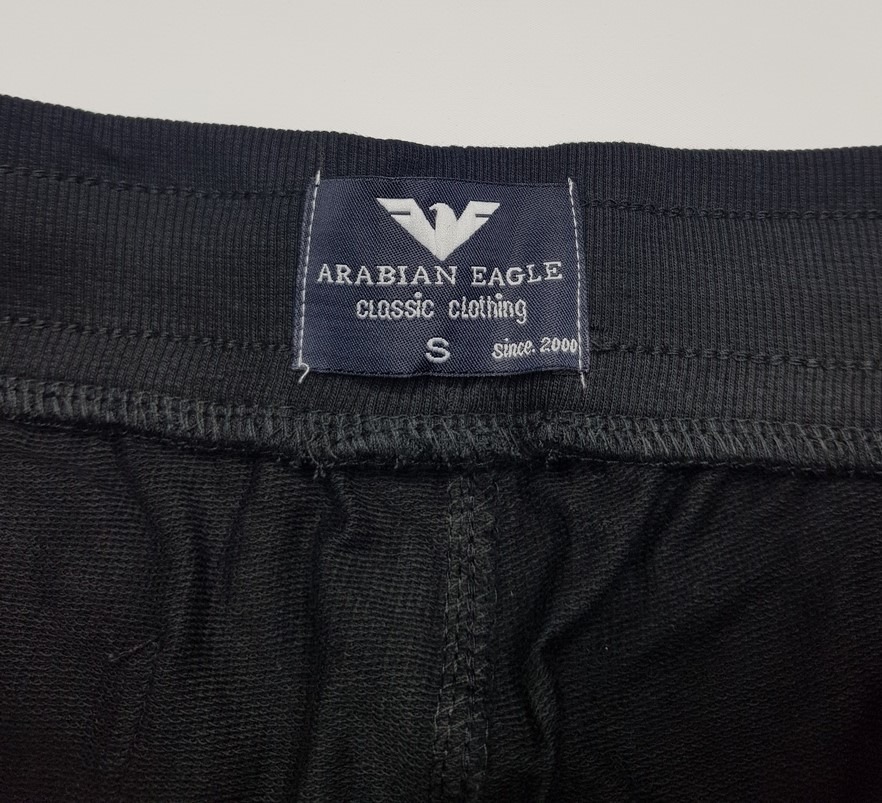 ARABIAN EAGLE
classic clothing
S
Since. 2000